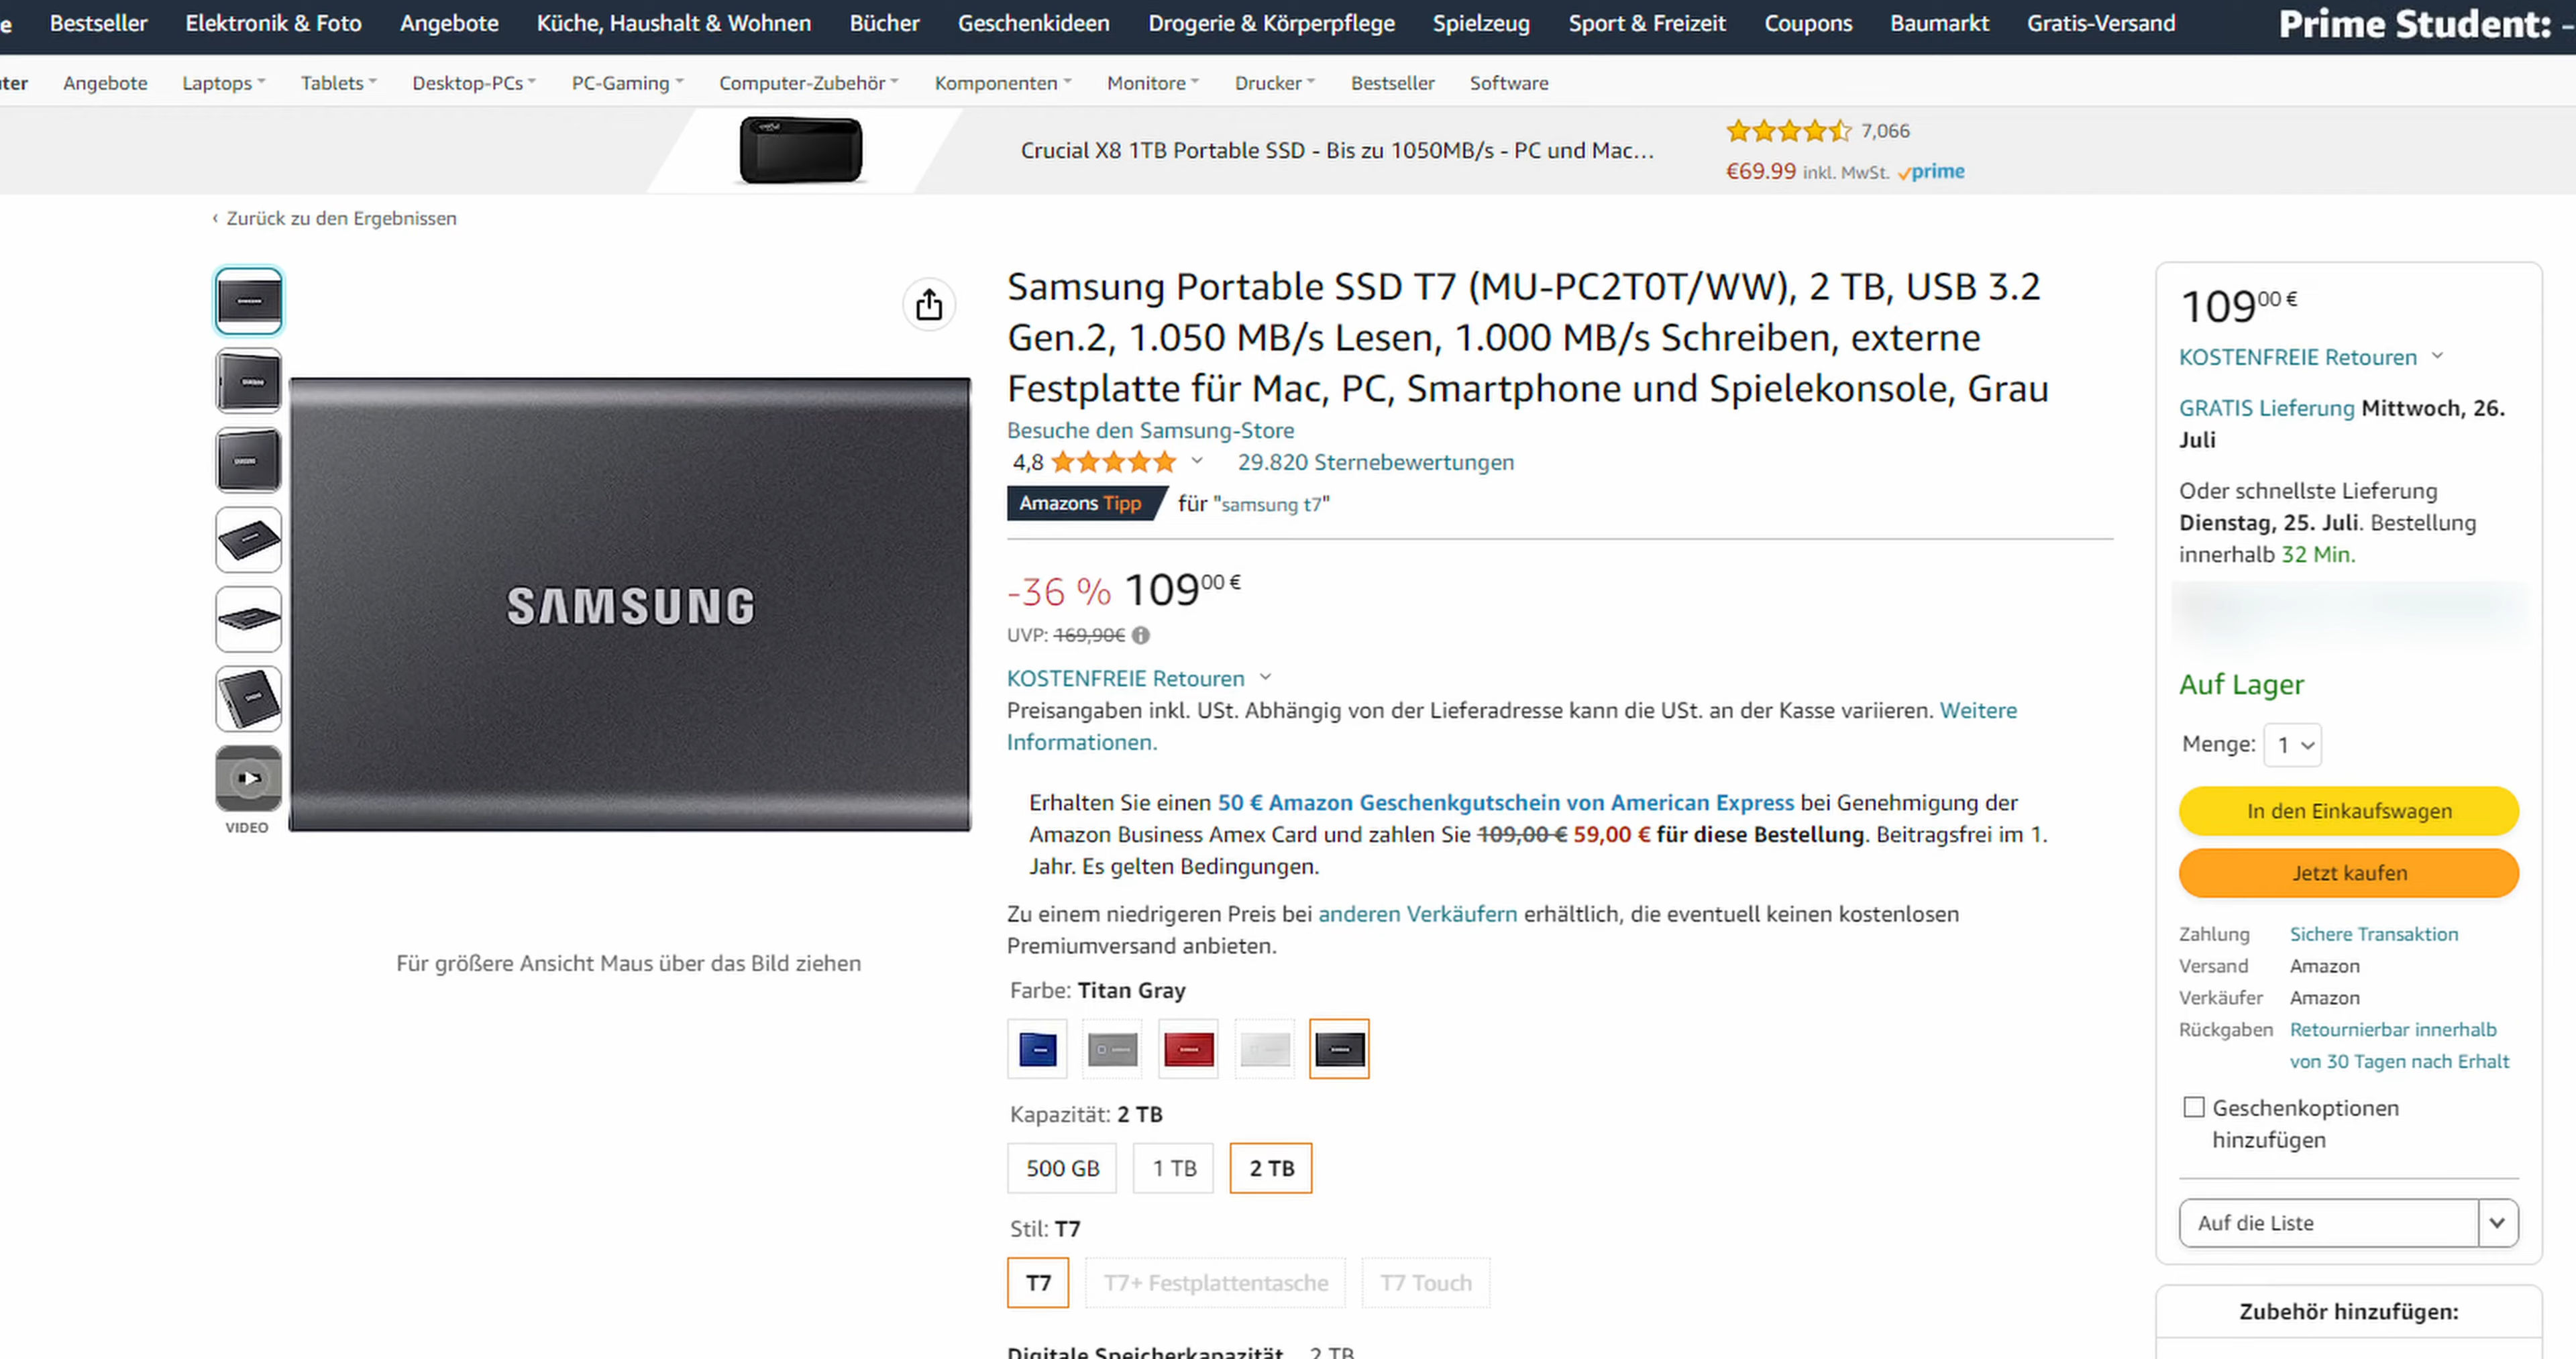 e Bestseller Elektronik & Foto Angebote Küche, Haushalt & Wohnen Bücher Geschenkideen Drogerie & Körperpflege Spielzeug Sport & Freizeit Coupons Baumarkt Gratis-Versand Prime Student: -
ter Angebote Laptops Tablets Desktop-PCs PC-Gaming Computer-Zubehör Komponenten Monitore Drucker Bestseller Software
Crucial X8 1TB Portable SSD - Bis zu 1050MB/s - PC und Mac...
7,066
€69.99 inkl. MwSt. prime
‹ Zurück zu den Ergebnissen
SAMSUNG
VIDEO
Für größere Ansicht Maus über das Bild ziehen
Samsung Portable SSD T7 (MU-PC2T0T/WW), 2 TB, USB 3.2
Gen.2, 1.050 MB/s Lesen, 1.000 MB/s Schreiben, externe
Festplatte für Mac, PC, Smartphone und Spielekonsole, Grau
Besuche den Samsung-Store
4,8 29.820 Sternebewertungen
Amazons Tipp für "samsung t7"
-36 % 109 00 €
UVP: 169,90€
KOSTENFREIE Retouren
Preisangaben inkl. USt. Abhängig von der Lieferadresse kann die USt. an der Kasse variieren. Weitere
Informationen.
Erhalten Sie einen 50 € Amazon Geschenkgutschein von American Express bei Genehmigung der
Amazon Business Amex Card und zahlen Sie 109,00 € 59,00 € für diese Bestellung. Beitragsfrei im 1.
Jahr. Es gelten Bedingungen.
Zu einem niedrigeren Preis bei anderen Verkäufern erhältlich, die eventuell keinen kostenlosen
Premiumversand anbieten.
Farbe: Titan Gray
Kapazität: 2 TB
500 GB 1 TB 2 TB
Stil: T7
T7 T7+ Festplattentasche T7 Touch
Digitale Speicherkapazität 2 TB
109 00 €
KOSTENFREIE Retouren
GRATIS Lieferung Mittwoch, 26.
Juli
Oder schnellste Lieferung
Dienstag, 25. Juli. Bestellung
innerhalb 32 Min.
Auf Lager
Menge: 1
In den Einkaufswagen
Jetzt kaufen
Zahlung Sichere Transaktion
Versand Amazon
Verkäufer Amazon
Rückgaben Retournierbar innerhalb
von 30 Tagen nach Erhalt
Geschenkoptionen
hinzufügen
Auf die Liste
Zubehör hinzufügen: